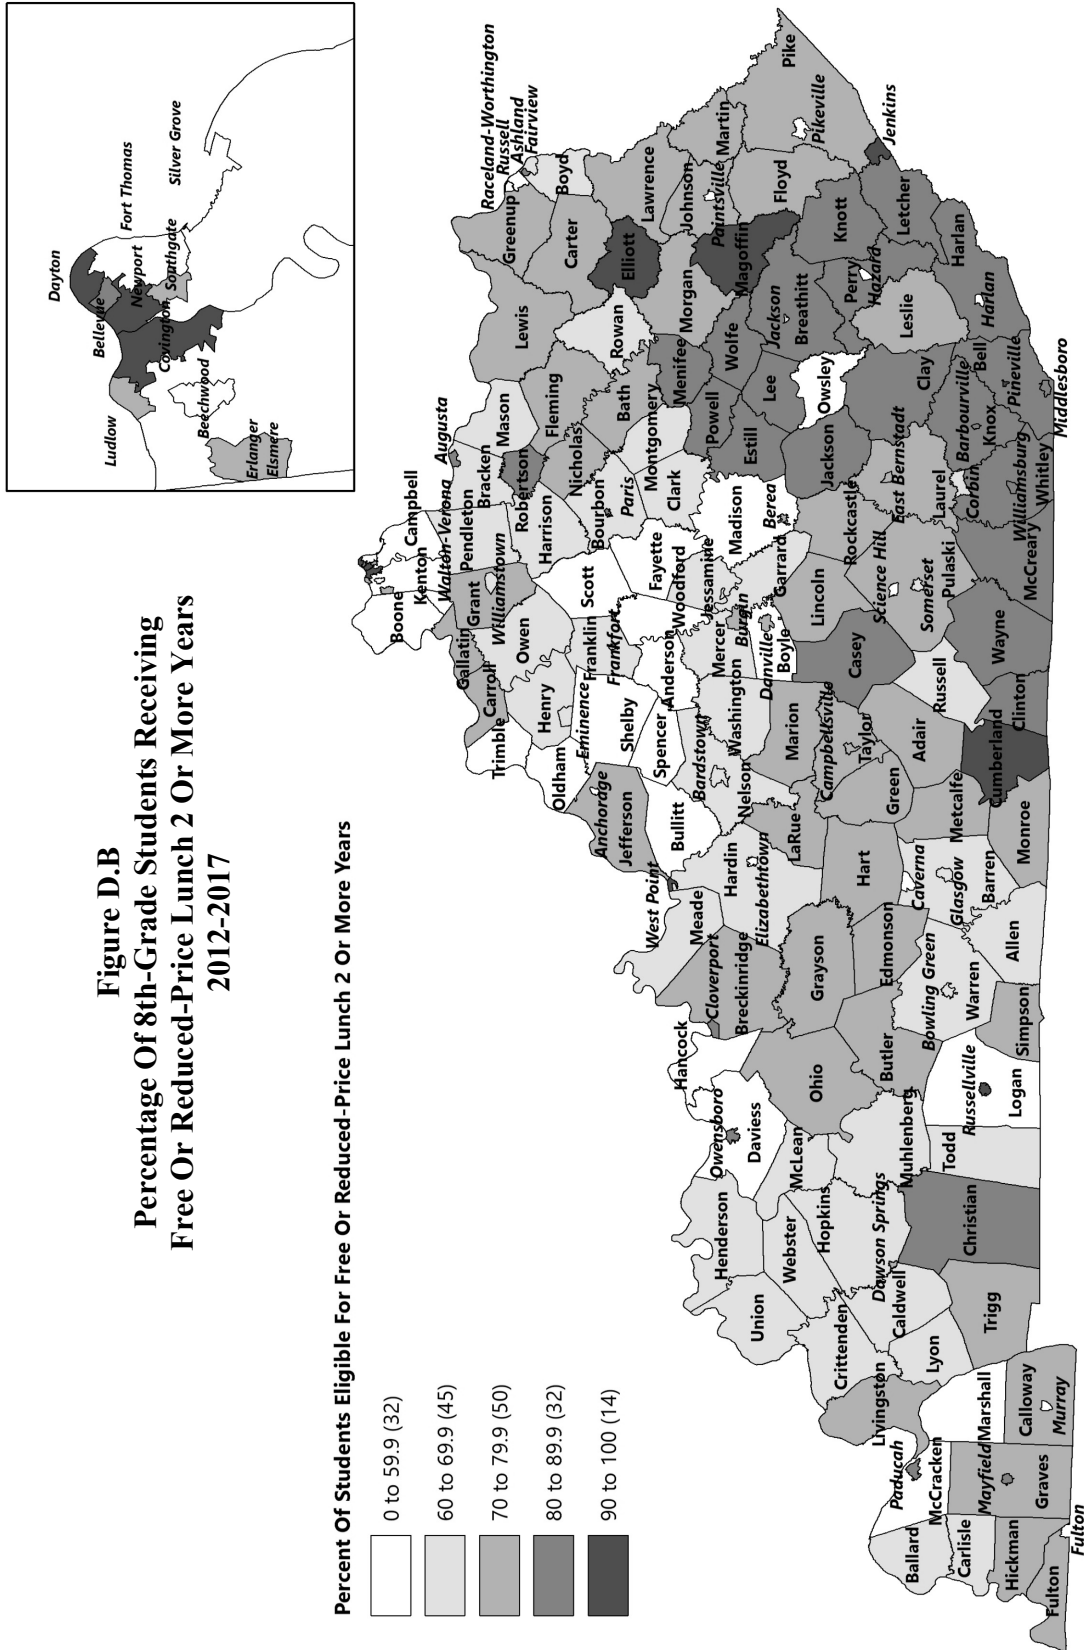 Figure D.B
Percentage Of 8th-Grade Students Receiving
Free Or Reduced-Price Lunch 2 Or More Years
2012-2017
Percent Of Students Eligible For Free Or Reduced-Price Lunch 2 Or More Years
0 to 59.9 (32)
60 to 69.9 (45)
70 to 79.9 (50)
80 to 89.9 (32)
90 to 100 (14)
Dayton
Fort Thomas
Silver Grove
Bellevue
Newport
Southgate
Ludlow
Covington
Beechwood
Erlanger
Elsmere
Raceland-Worthington
Russell
Ashland
Fairview
Boone
Kenton
Campbell
Walton-Verona
Augusta
Gallatin
Grant
Pendleton
Bracken
Mason
Lewis
Greenup
Boyd
Trimble
Carroll
Williamstown
Owen
Robertson
Fleming
Carter
Oldham
Henry
Harrison
Nicholas
Rowan
Elliott
Lawrence
Eminence
Franklin
Scott
Bourbon
Bath
Anchorage
Jefferson
Shelby
Frankfort
Paris
Montgomery
Morgan
Johnson
Martin
West Point
Bullitt
Spencer
Anderson
Woodford
Fayette
Clark
Menifee
Magoffin
Paintsville
Hancock
Cloverport
Meade
Hardin
Bardstown
Washington
Mercer
Jessamine
Madison
Powell
Wolfe
Floyd
Pike
Owensboro
Daviess
Breckinridge
Elizabethtown
Nelson
Burgin
Berea
Estill
Lee
Jackson
Breathitt
Pikeville
Henderson
Union
Webster
McLean
Ohio
Grayson
LaRue
Marion
Danville
Boyle
Garrard
Owsley
Knott
Hopkins
Hart
Campbellsville
Taylor
Casey
Lincoln
Rockcastle
Jackson
Perry
Hazard
Letcher
Jenkins
Crittenden
Dawson Springs
Caldwell
Muhlenberg
Butler
Edmonson
Green
Science Hill
East Bernstadt
Clay
Leslie
Livingston
Paducah
Lyon
Bowling Green
Caverna
Adair
Somerset
Pulaski
Laurel
Barbourville
Harlan
Ballard
McCracken
Marshall
Trigg
Christian
Todd
Russellville
Warren
Glasgow
Barren
Metcalfe
Russell
Corbin
Knox
Bell
Harlan
Carlisle
Mayfield
Calloway
Logan
Simpson
Allen
Monroe
Cumberland
Clinton
Wayne
McCreary
Williamsburg
Whitley
Pineville
Hickman
Graves
Murray
Middlesboro
Fulton
Fulton